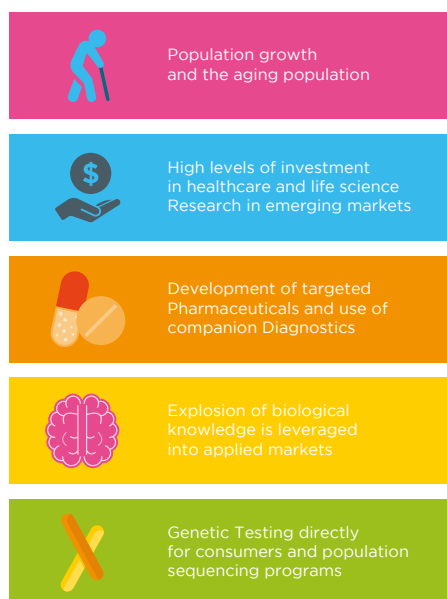 Population growth
and the aging population
$
High levels of investment
in healthcare and life science
Research in emerging markets
Development of targeted
Pharmaceuticals and use of
companion Diagnostics
Explosion of biological
knowledge is leveraged
into applied markets
Genetic Testing directly
for consumers and population
sequencing programs